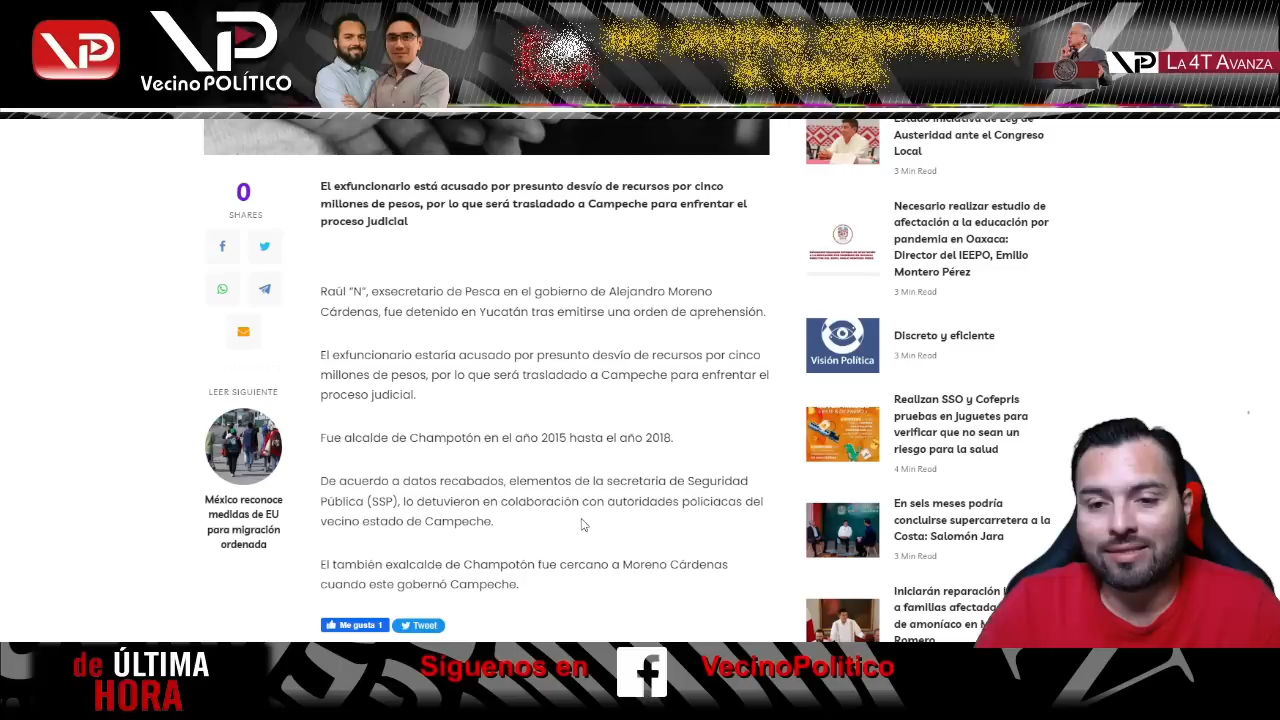 VP
VP
Vecino POLÍTICO
VP LA 4T AVANZA
0
SHARES
LEER SIGUIENTE
México reconoce
medidas de EU
para migración
ordenada
El exfuncionario está acusado por presunto desvío de recursos por cinco
millones de pesos, por lo que será trasladado a Campeche para enfrentar el
proceso judicial
Raúl “N”, exsecretario de Pesca en el gobierno de Alejandro Moreno
Cárdenas, fue detenido en Yucatán tras emitirse una orden de aprehensión.
El exfuncionario estaría acusado por presunto desvío de recursos por cinco
millones de pesos, por lo que será trasladado a Campeche para enfrentar el
proceso judicial.
Fue alcalde de Champotón en el año 2015 hasta el año 2018.
De acuerdo a datos recabados, elementos de la secretaria de Seguridad
Pública (SSP), lo detuvieron en colaboración con autoridades policiacas del
vecino estado de Campeche.
El también exalcalde de Champotón fue cercano a Moreno Cárdenas
cuando este gobernó Campeche.
Me gusta 1
Tweet
Estado iniciativa de Ley de
Austeridad ante el Congreso
Local
3 Min Read
Necesario realizar estudio de
afectación a la educación por
pandemia en Oaxaca:
Director del IEEPO, Emilio
Montero Pérez
3 Min Read
Visión Política
Discreto y eficiente
3 Min Read
Realizan SSO y Cofepris
pruebas en juguetes para
verificar que no sean un
riesgo para la salud
4 Min Read
En seis meses podría
concluirse supercarretera a la
Costa: Salomón Jara
3 Min Read
Iniciarán reparación
a familias
de amoníaco en
Romero
de ÚLTIMA
HORA
Síguenos en
VecinoPolitico